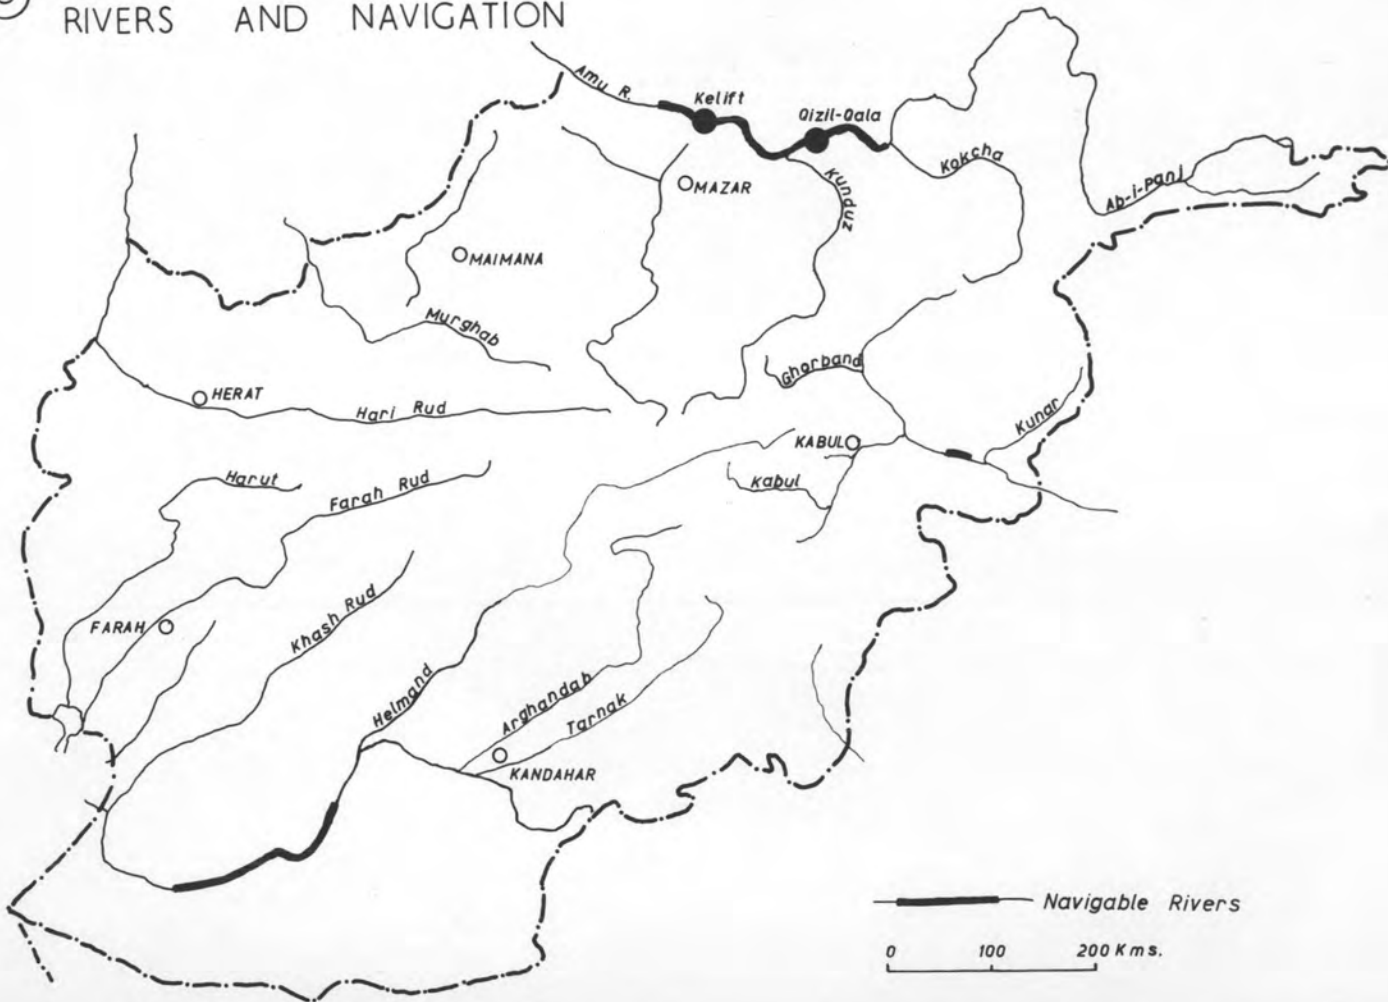 RIVERS AND NAVIGATION
Amu R.
Kelift
Qizil-Qala
Kokcha
Ab-i-Panj
Kunduz
MAZAR
MAIMANA
Murghab
Ghorband
HERAT
Hari Rud
Kunar
KABUL
Harut
Farah Rud
Kabul
FARAH
Khash Rud
Helmand
Arghandab
Tarnak
KANDAHAR
Navigable Rivers
0 100 200 Kms.